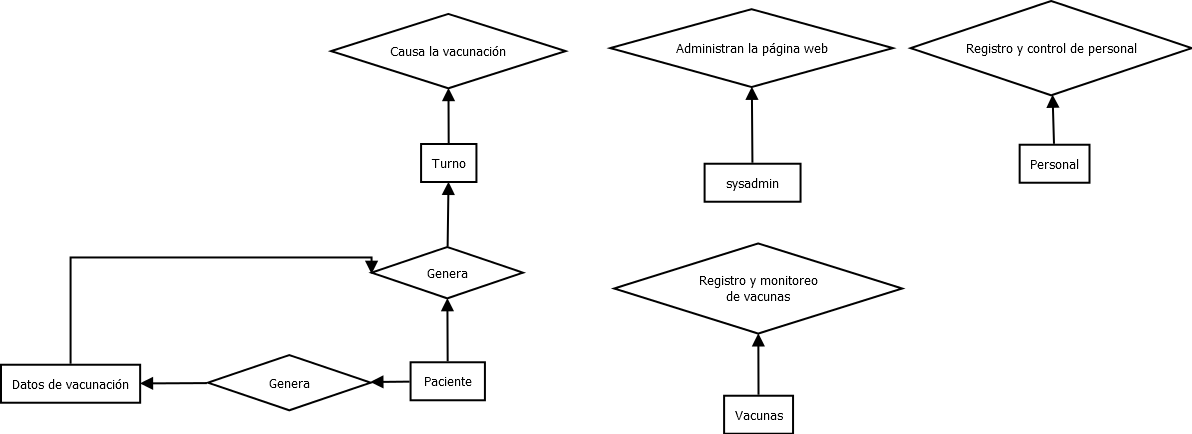 Causa la vacunación
Administran la página web
Registro y control de personal
Turno
sysadmin
Personal
Genera
Registro y monitoreo
de vacunas
Datos de vacunación
Genera
Paciente
Vacunas